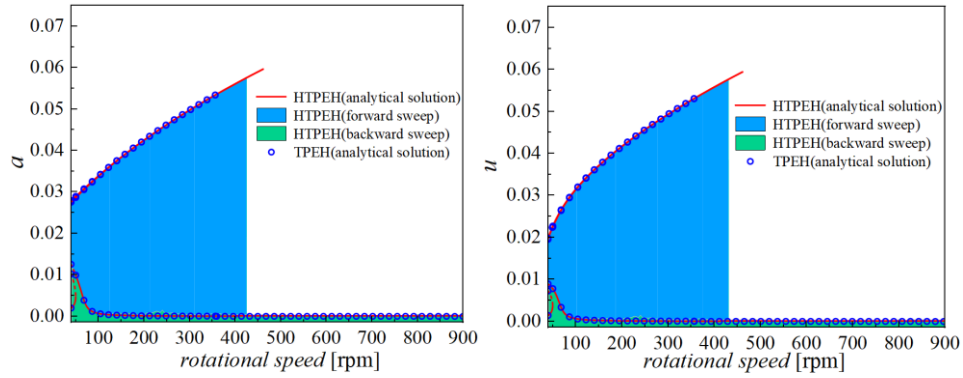 0.07
0.06
0.05
0.04
0.03
0.02
0.01
0.00
a
HTPEH(analytical solution)
HTPEH(forward sweep)
HTPEH(backward sweep)
TPEH(analytical solution)
100 200 300 400 500 600 700 800 900
rotational speed [rpm]
0.07
0.06
0.05
0.04
0.03
0.02
0.01
0.00
u
HTPEH(analytical solution)
HTPEH(forward sweep)
HTPEH(backward sweep)
TPEH(analytical solution)
100 200 300 400 500 600 700 800 900
rotational speed [rpm]